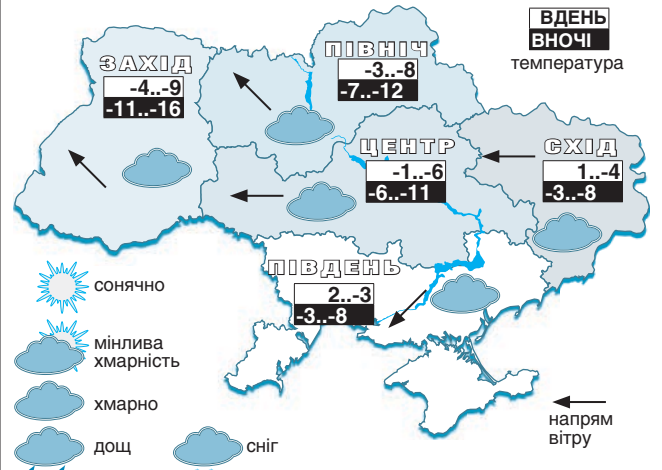 ВДЕНЬ
ВНОЧІ
температура
ЗАХІД
-4..-9
-11..-16
ПІВНІЧ
-3..-8
-7..-12
ЦЕНТР
-1..-6
-6..-11
СХІД
1..-4
-3..-8
ПІВДЕНЬ
2..-3
-3..-8
сонячно
мінлива
хмарність
хмарно
дощ
сніг
напрям
вітру